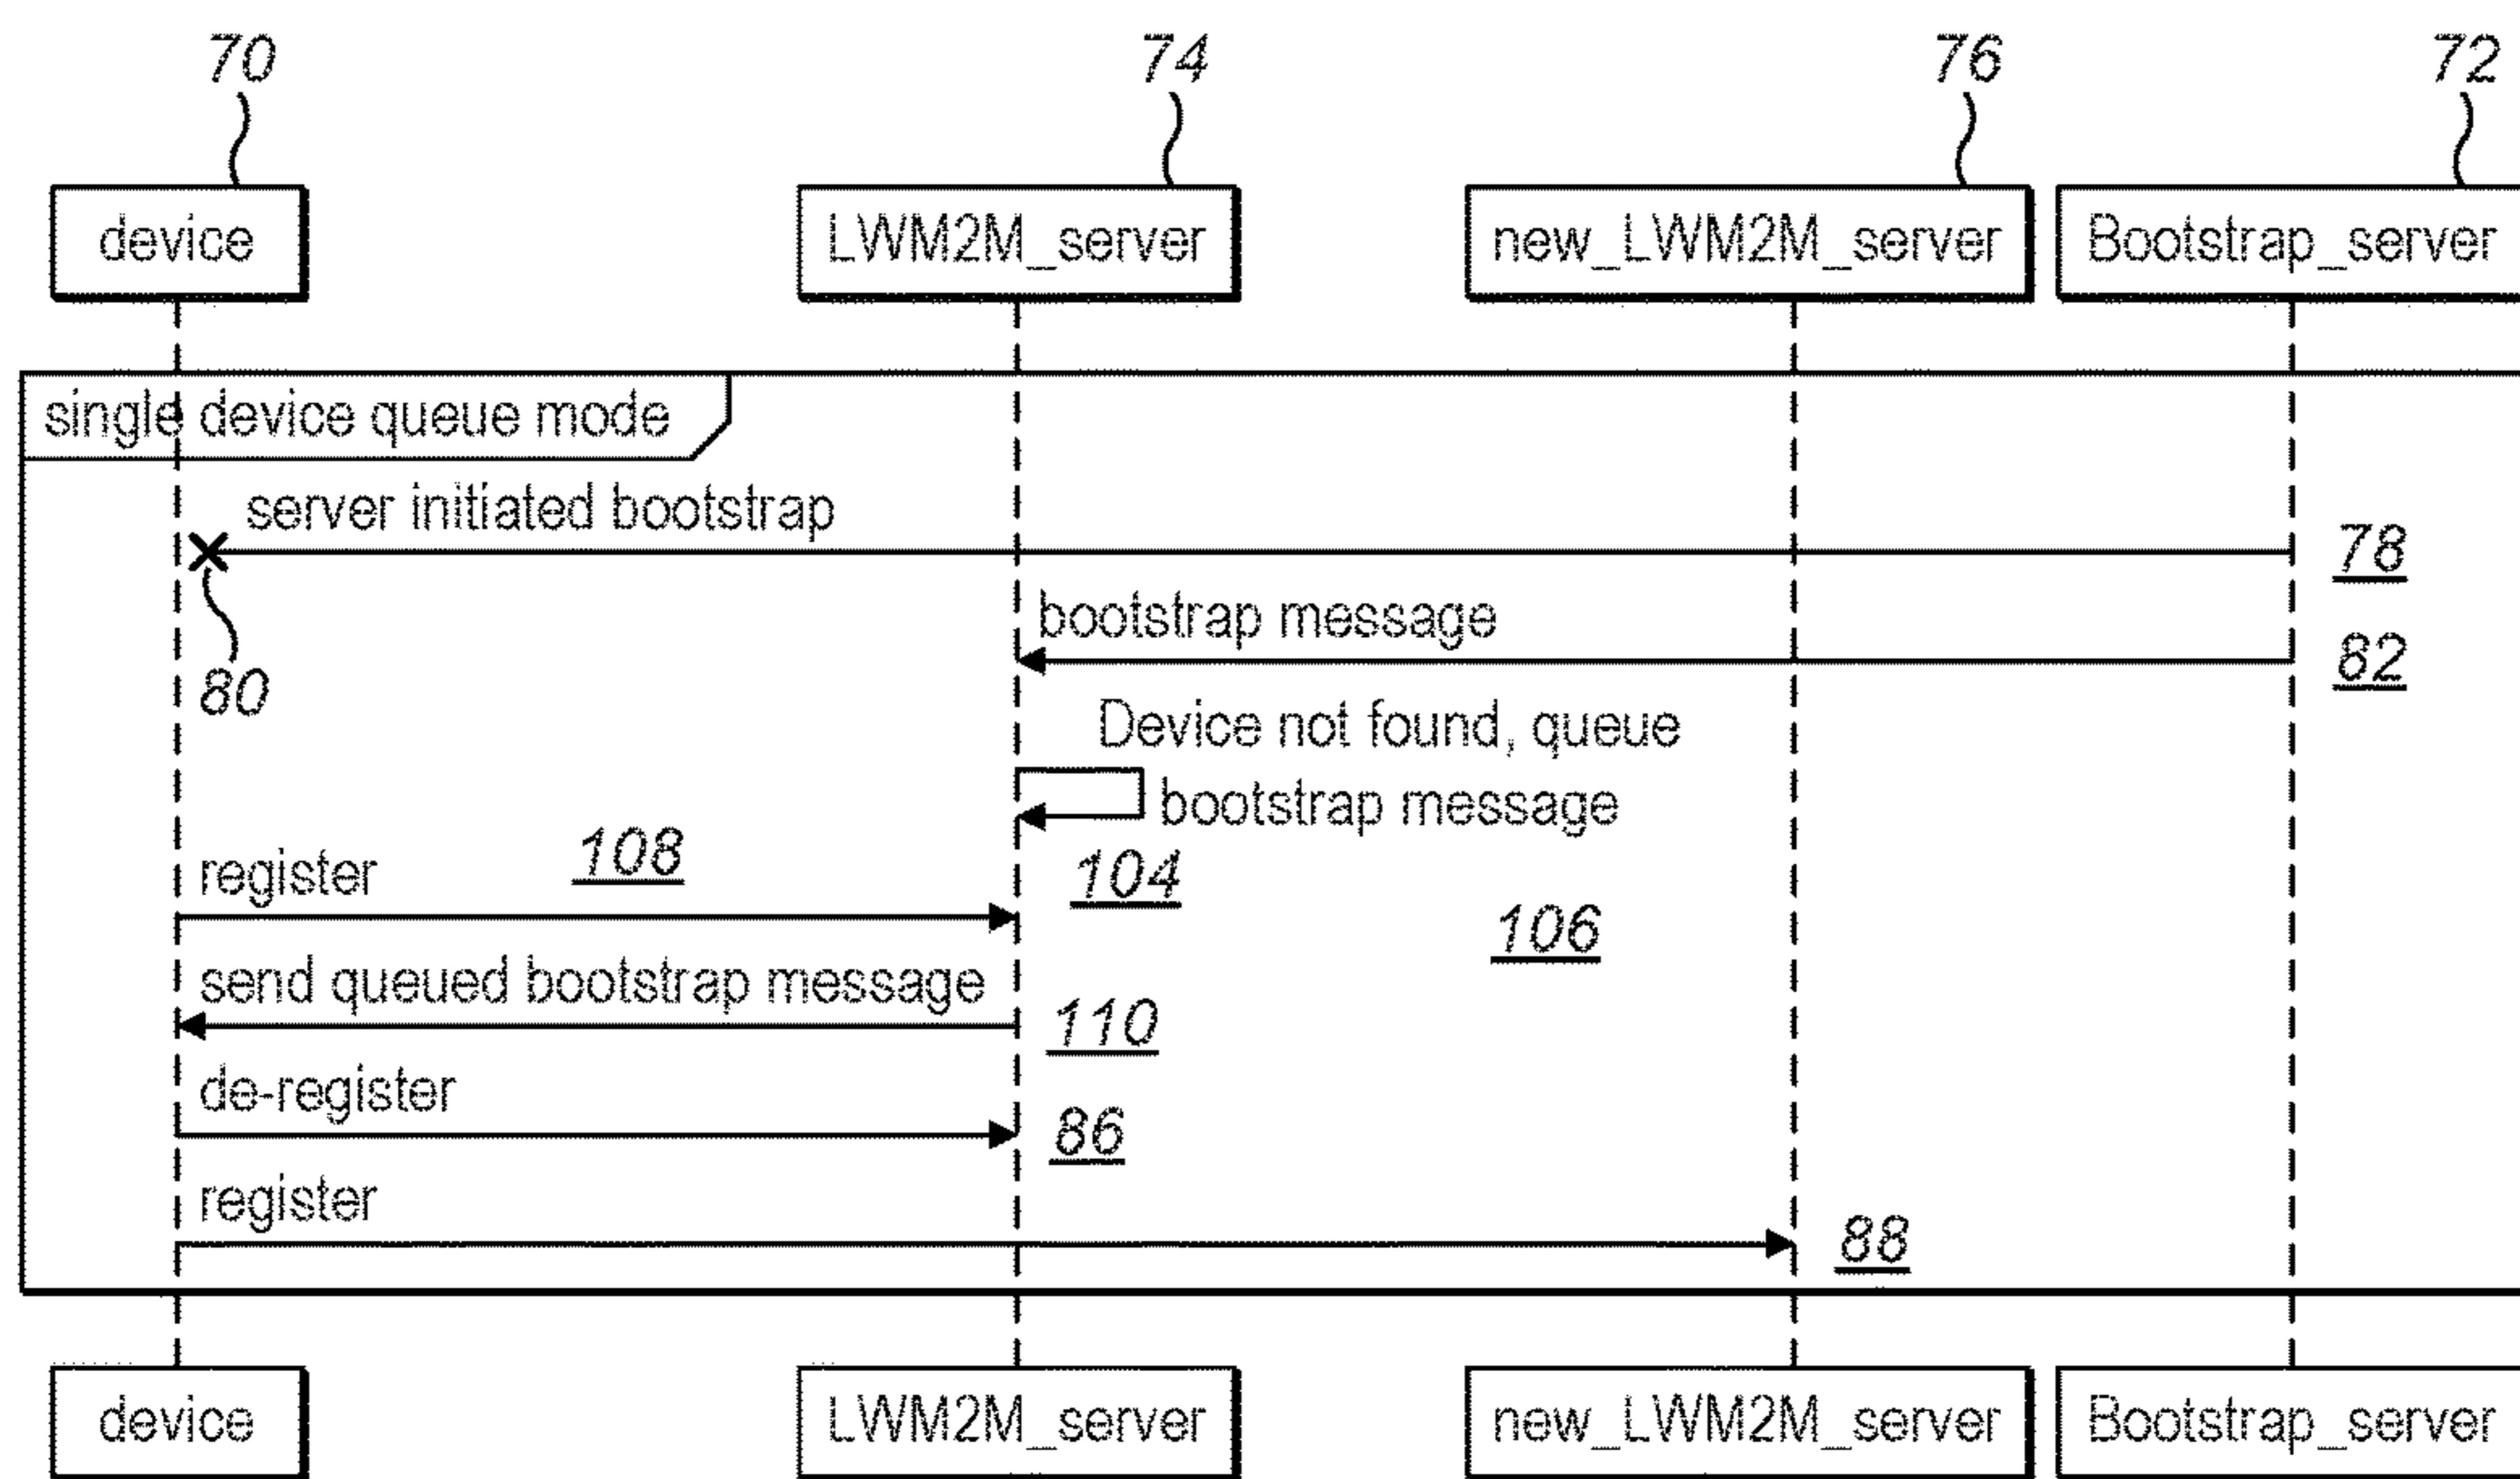 70 74 76 72
device LWM2M_server new_LWM2M_server Bootstrap_server
single device queue mode
server initiated bootstrap
78
bootstrap message
82
80
Device not found, queue
bootstrap message
register 108 104
106
send queued bootstrap message
110
de-register
86
register
88
device LWM2M_server new_LWM2M_server Bootstrap_server